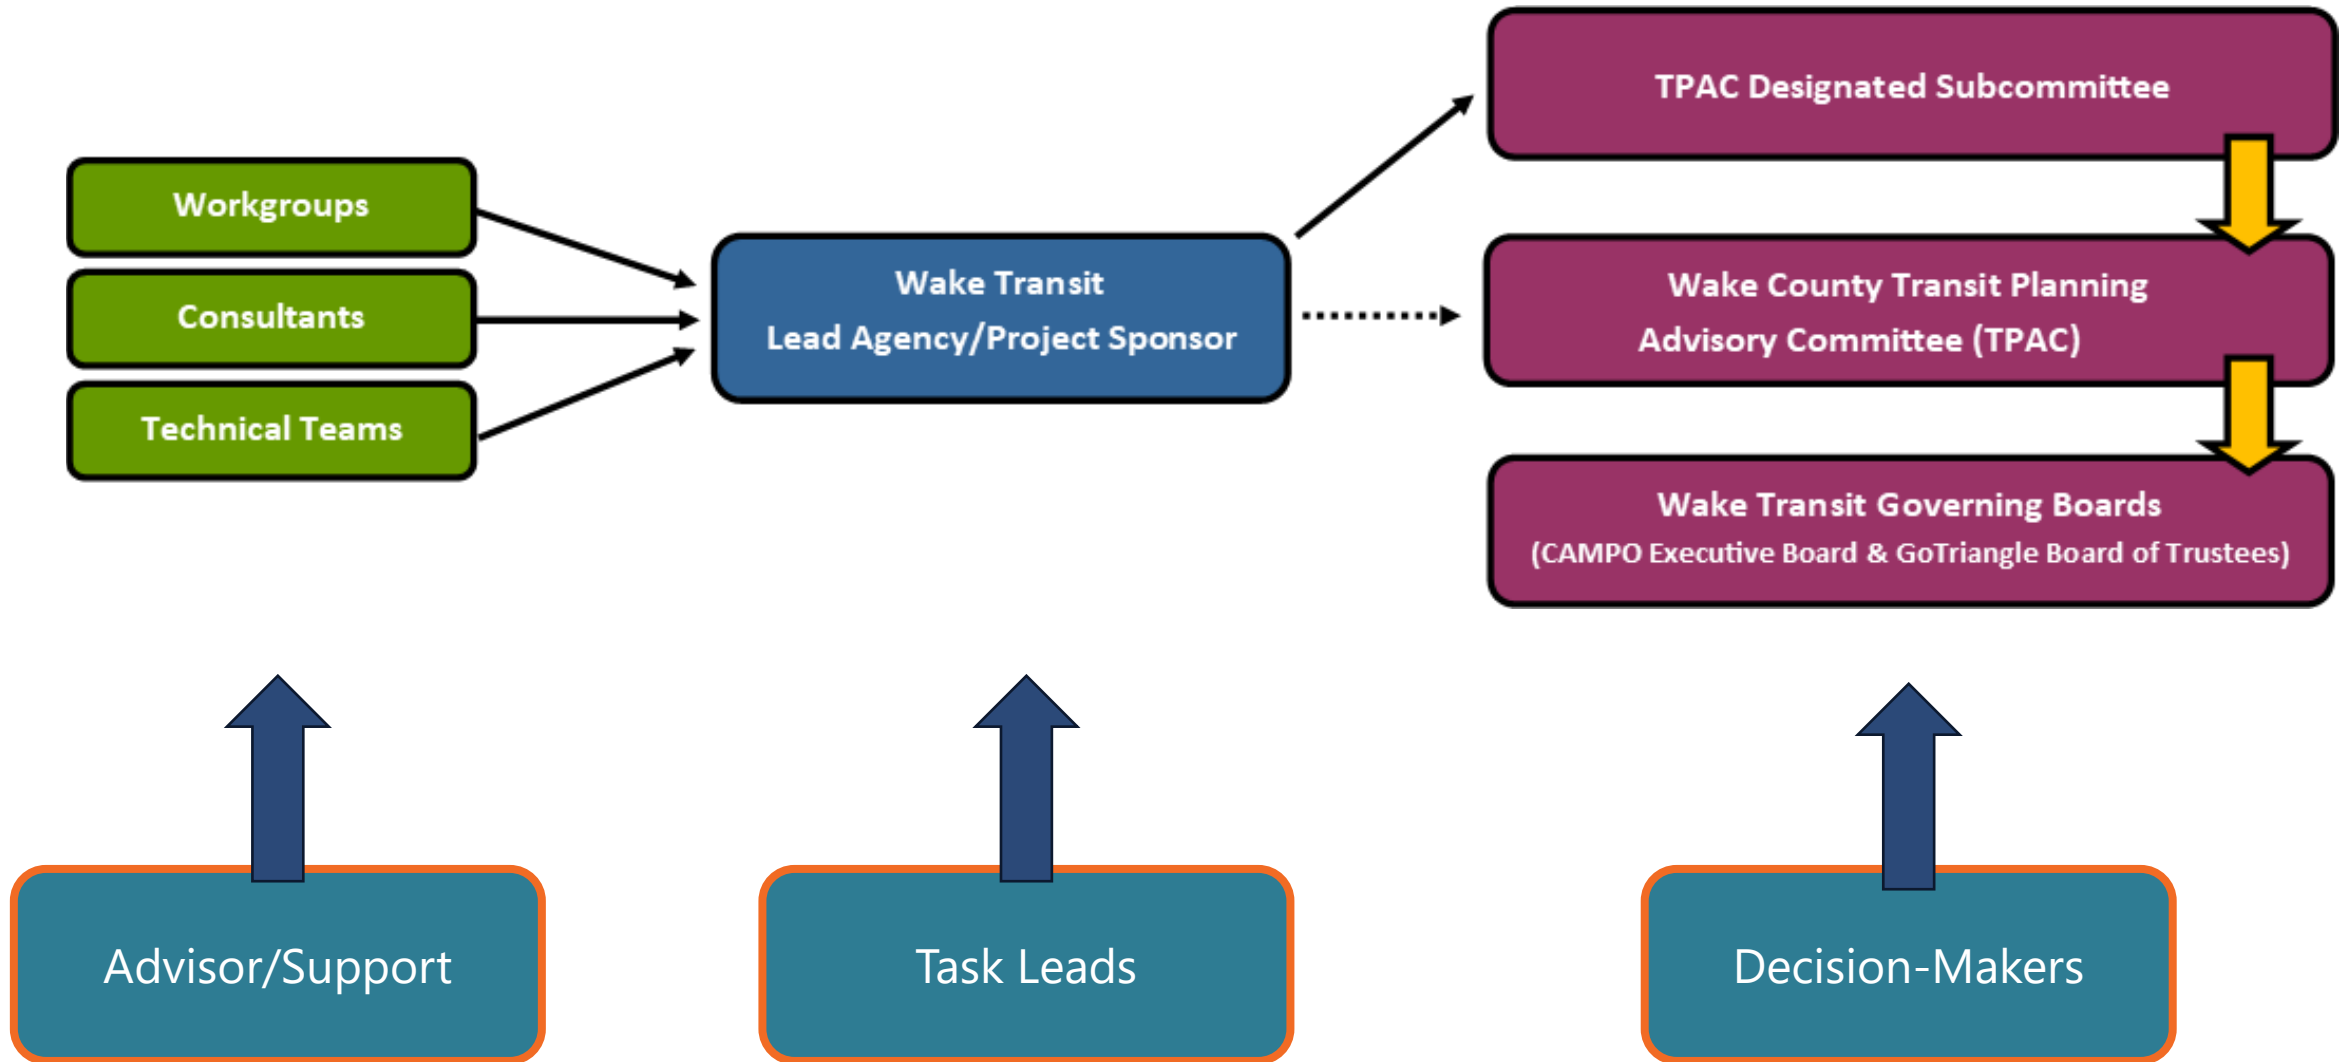 Workgroups
Consultants
Technical Teams
Wake Transit
Lead Agency/Project Sponsor
TPAC Designated Subcommittee
Wake County Transit Planning
Advisory Committee (TPAC)
Wake Transit Governing Boards
(CAMPO Executive Board & GoTriangle Board of Trustees)
Advisor/Support
Task Leads
Decision-Makers